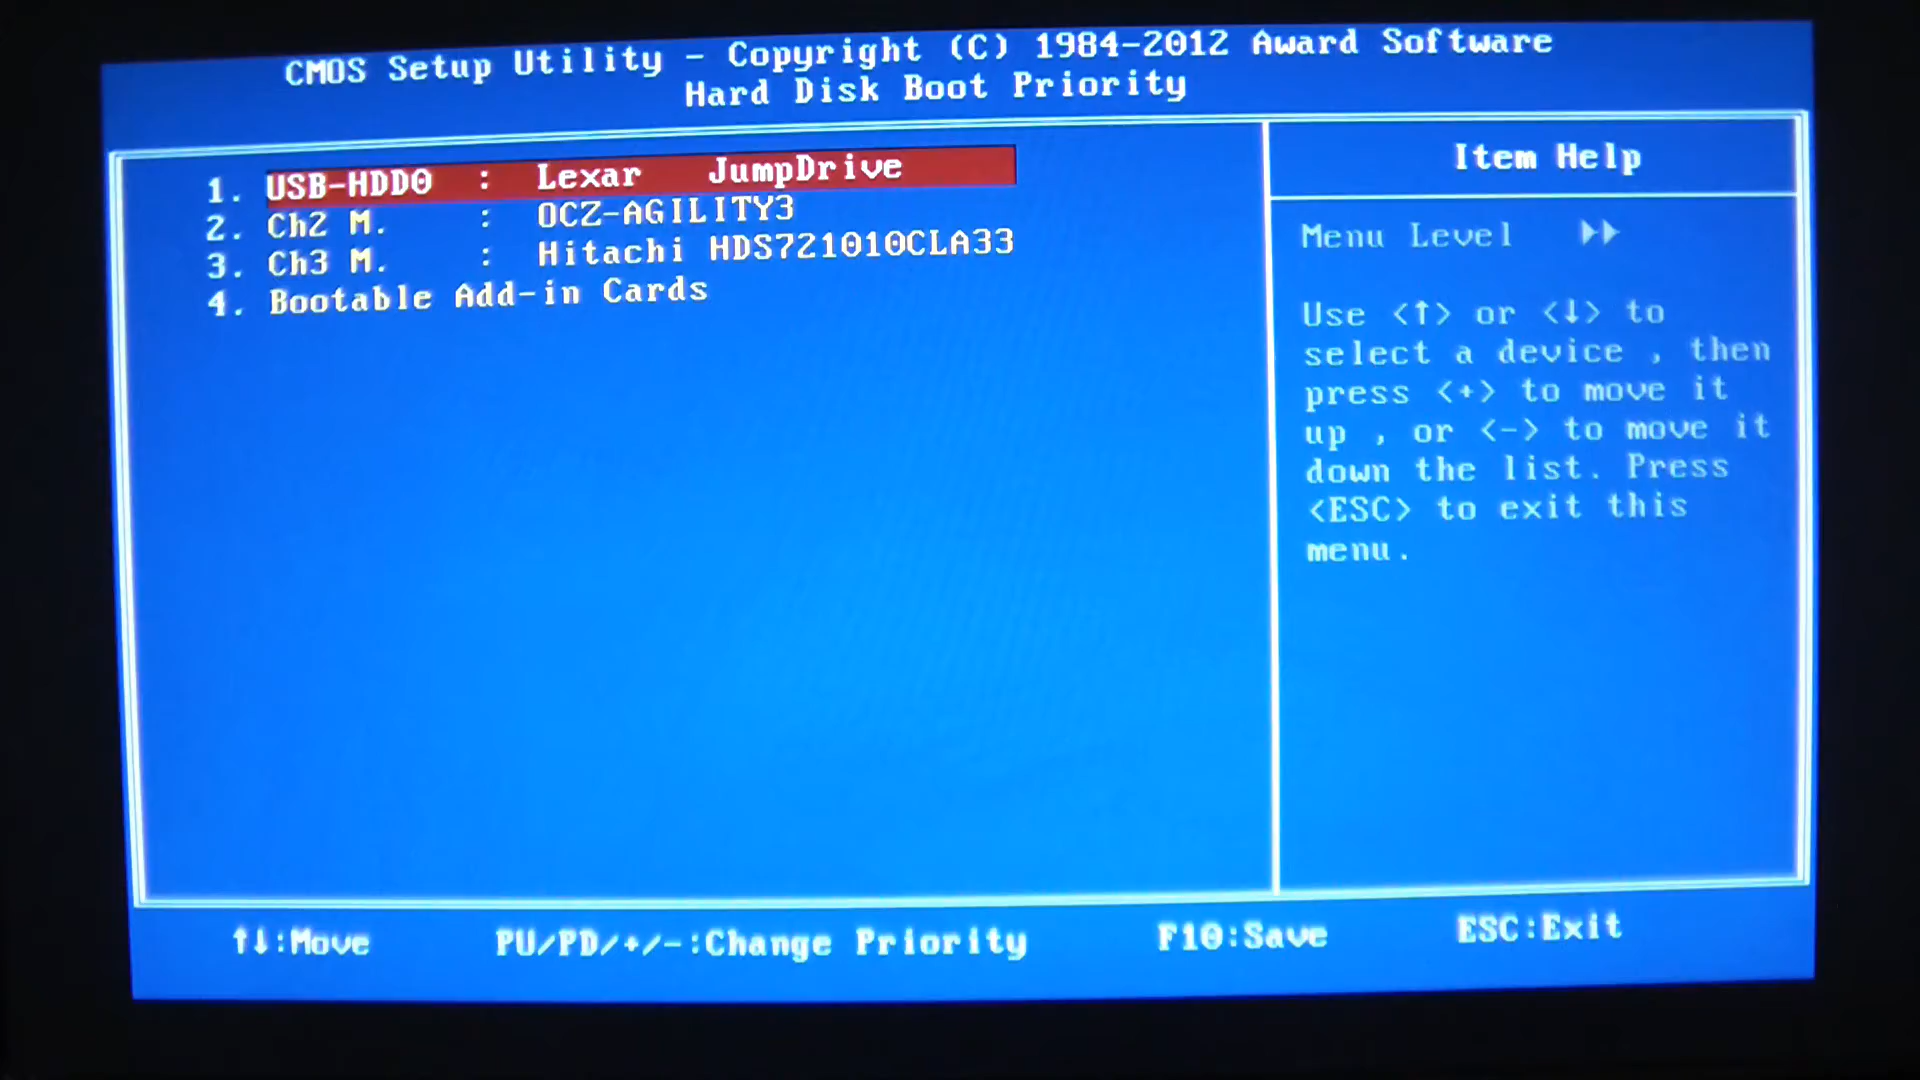 CMOS Setup Utility - Copyright (C) 1984-2012 Award Software
Hard Disk Boot Priority
1. USB-HDD0 : Lexar JumpDrive
2. Ch2 M. : OCZ-AGILITY3
3. Ch3 M. : Hitachi HDS721010CLA33
4. Bootable Add-in Cards
Item Help
Menu Level ▶▶
Use <↑> or <↓> to
select a device , then
press <+> to move it
up , or <-> to move it
down the list. Press
<ESC> to exit this
menu.
↑↓:Move PU/PD/+/-:Change Priority F10:Save ESC:Exit